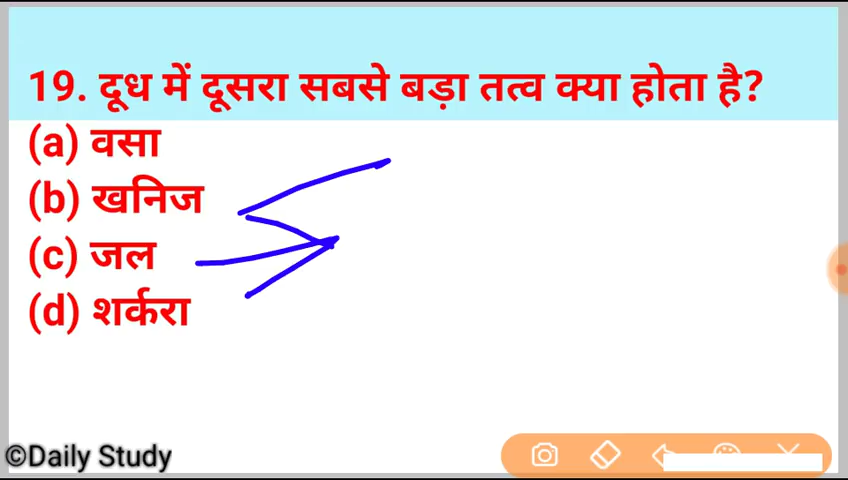 19. दूध में दूसरा सबसे बड़ा तत्व क्या होता है?
(a) वसा
(b) खनिज
(c) जल
(d) शर्करा
©Daily Study